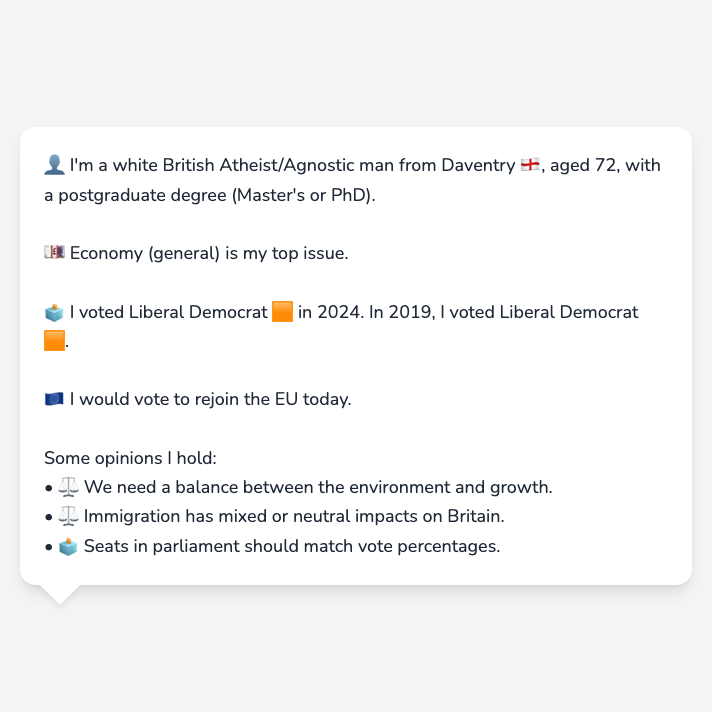 👤 I'm a white British Atheist/Agnostic man from Daventry 🏴󠁧󠁢󠁥󠁮󠁧󠁿, aged 72, with
a postgraduate degree (Master's or PhD).
💷 Economy (general) is my top issue.
🗳️ I voted Liberal Democrat 🟧 in 2024. In 2019, I voted Liberal Democrat
🟧.
🇪🇺 I would vote to rejoin the EU today.
Some opinions I hold:
• ⚖️ We need a balance between the environment and growth.
• ⚖️ Immigration has mixed or neutral impacts on Britain.
• 🗳️ Seats in parliament should match vote percentages.